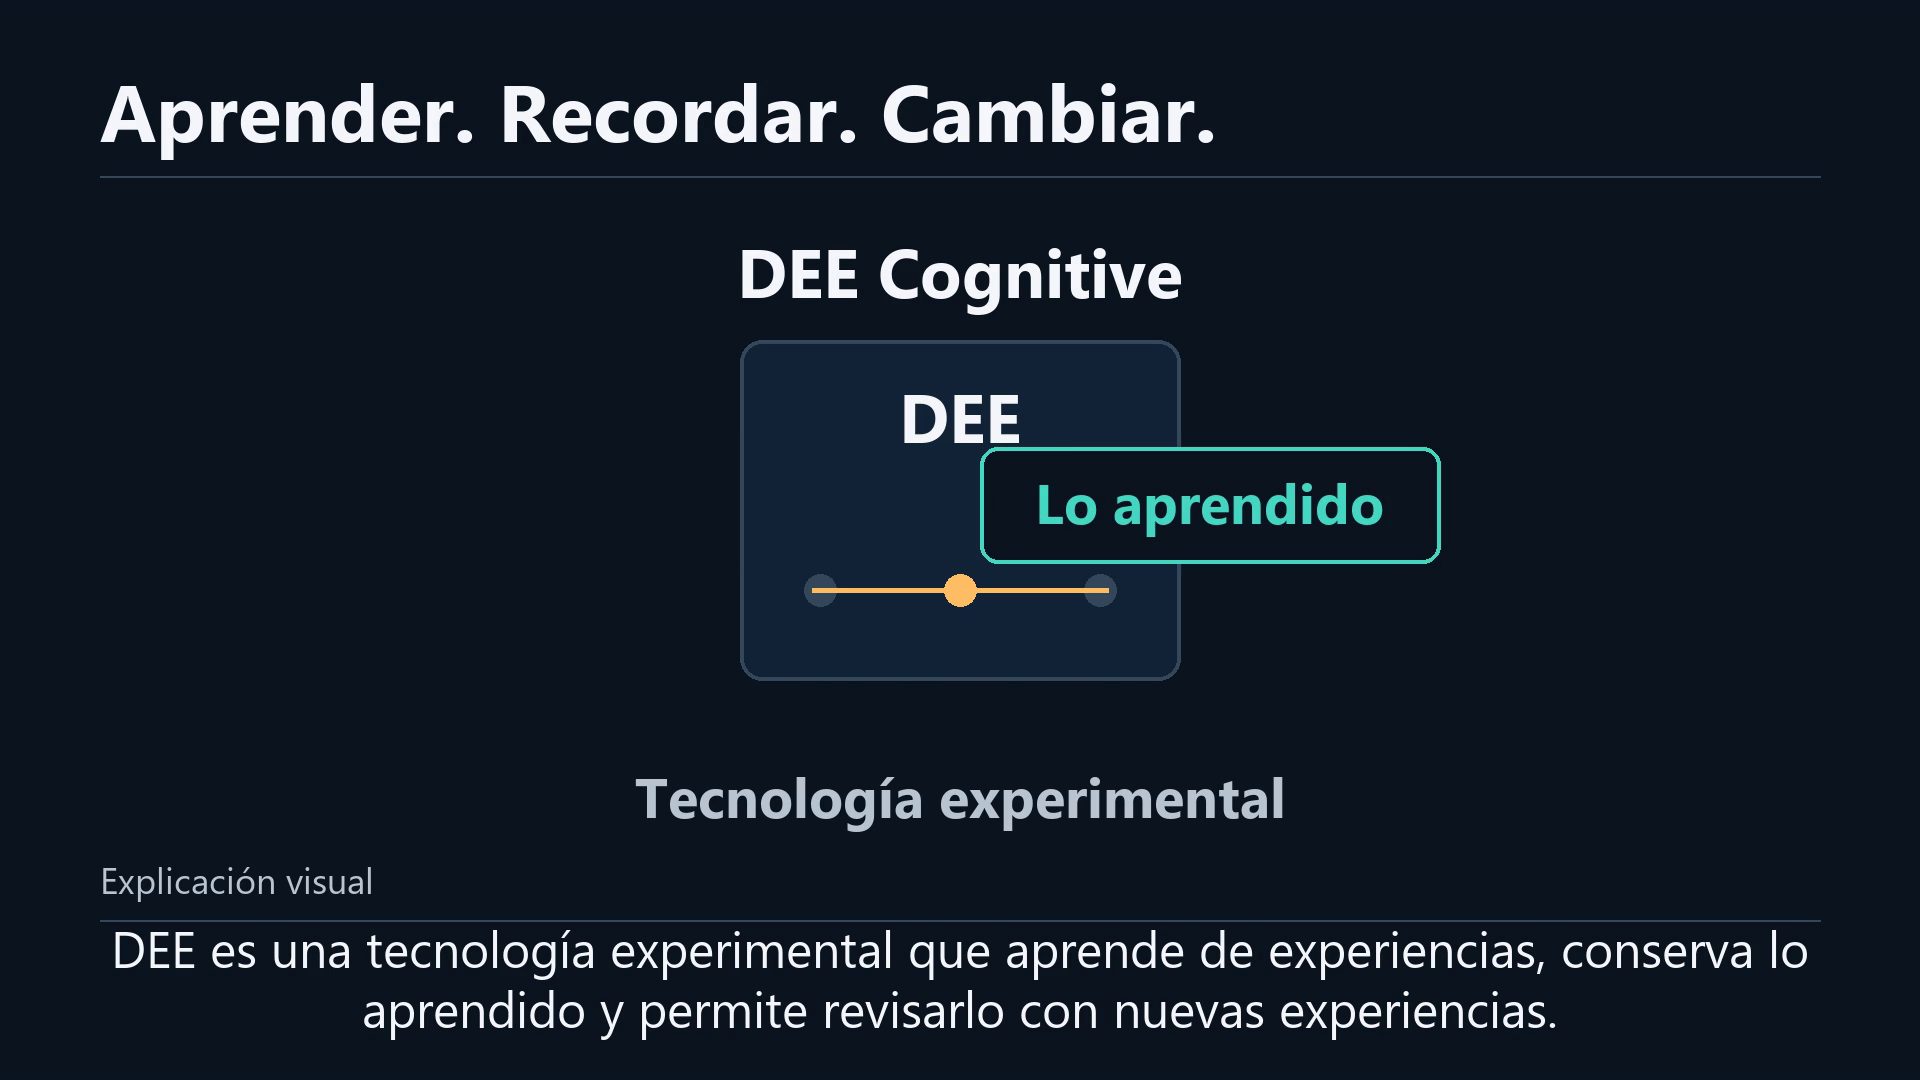 Aprender. Recordar. Cambiar.
DEE Cognitive
DEE
Lo aprendido
Tecnología experimental
Explicación visual
DEE es una tecnología experimental que aprende de experiencias, conserva lo
aprendido y permite revisarlo con nuevas experiencias.